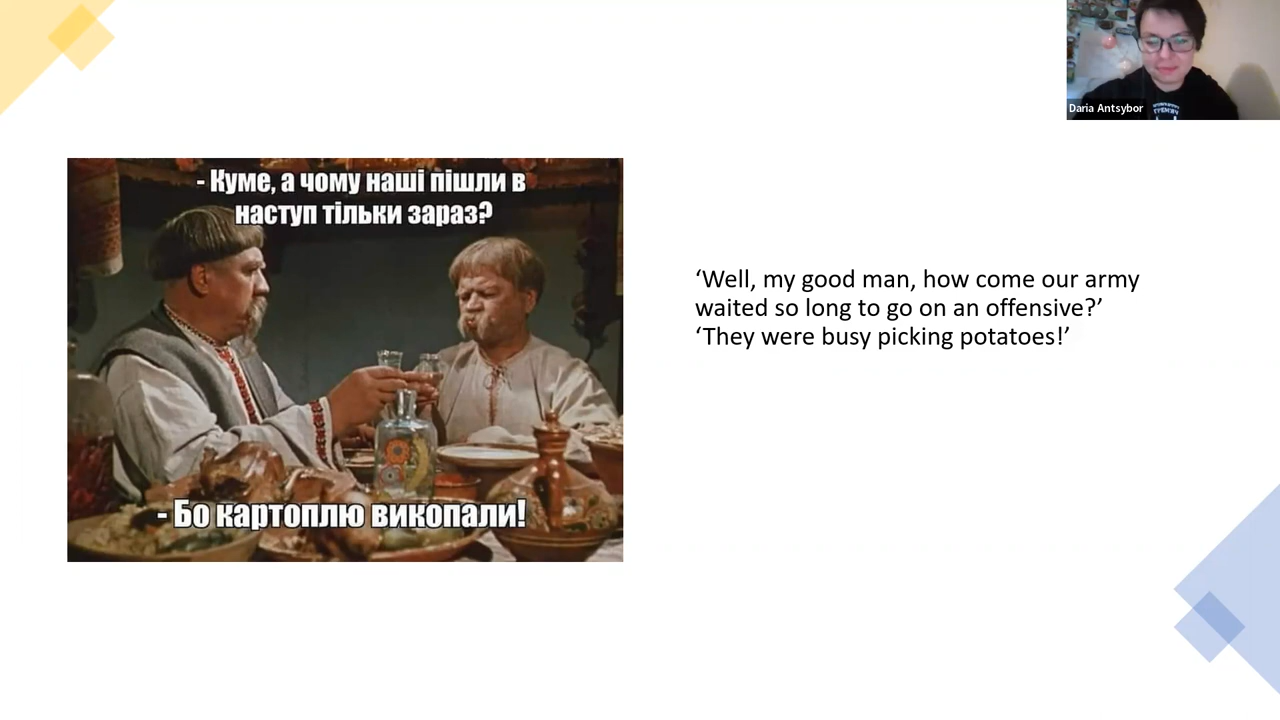 Daria Antsybor
- Куме, а чому наші пішли в
наступ тільки зараз?
- Бо картоплю викопали!
‘Well, my good man, how come our army
waited so long to go on an offensive?’
‘They were busy picking potatoes!’